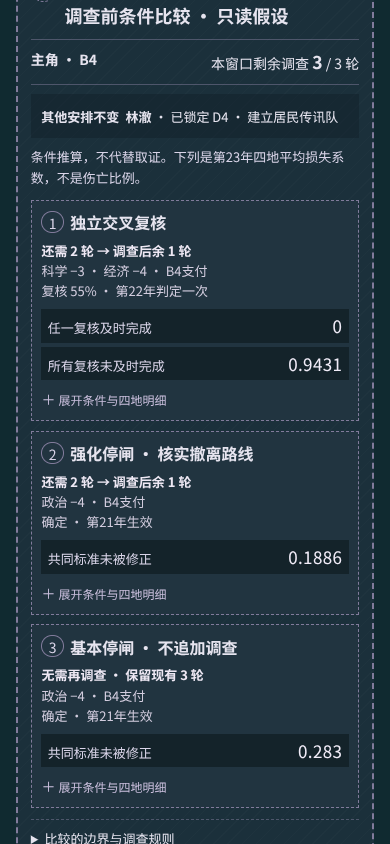 调查前条件比较 · 只读假设
主角 · B4
本窗口剩余调查 3 / 3 轮
其他安排不变 林澈 · 已锁定 D4 · 建立居民传讯队
条件推算，不代替取证。下列是第23年四地平均损失系
数，不是伤亡比例。
1 独立交叉复核
还需 2 轮 → 调查后余 1 轮
科学 −3 · 经济 −4 · B4支付
复核 55% · 第22年判定一次
任一复核及时完成 0
所有复核未及时完成 0.9431
＋ 展开条件与四地明细
2 强化停闸 · 核实撤离路线
还需 2 轮 → 调查后余 1 轮
政治 −4 · B4支付
确定 · 第21年生效
共同标准未被修正 0.1886
＋ 展开条件与四地明细
3 基本停闸 · 不追加调查
无需再调查 · 保留现有 3 轮
政治 −4 · B4支付
确定 · 第21年生效
共同标准未被修正 0.283
＋ 展开条件与四地明细
▶ 比较的边界与调查规则